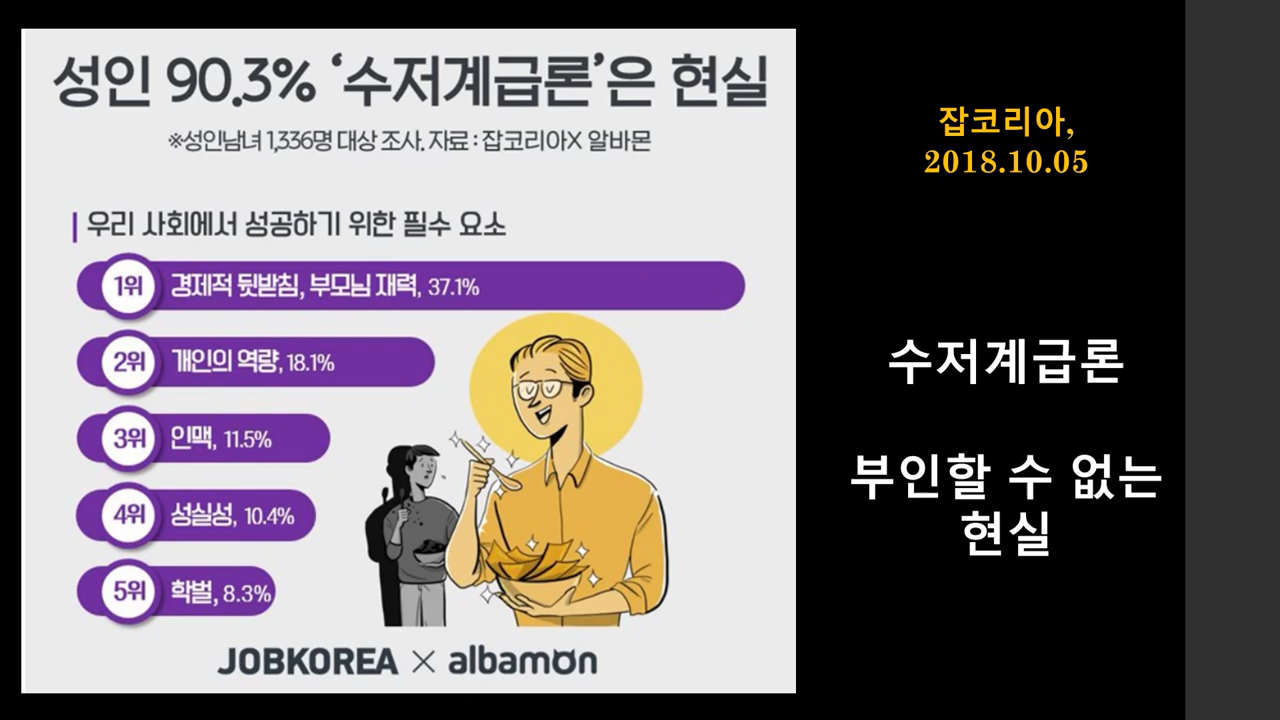 성인 90.3% ‘수저계급론’은 현실
※성인남녀 1,336명 대상 조사. 자료 : 잡코리아X 알바몬
우리 사회에서 성공하기 위한 필수 요소
1위 경제적 뒷받침, 부모님 재력, 37.1%
2위 개인의 역량, 18.1%
3위 인맥, 11.5%
4위 성실성, 10.4%
5위 학벌, 8.3%
JOBKOREA × albamon
잡코리아,
2018.10.05
수저계급론
부인할 수 없는
현실